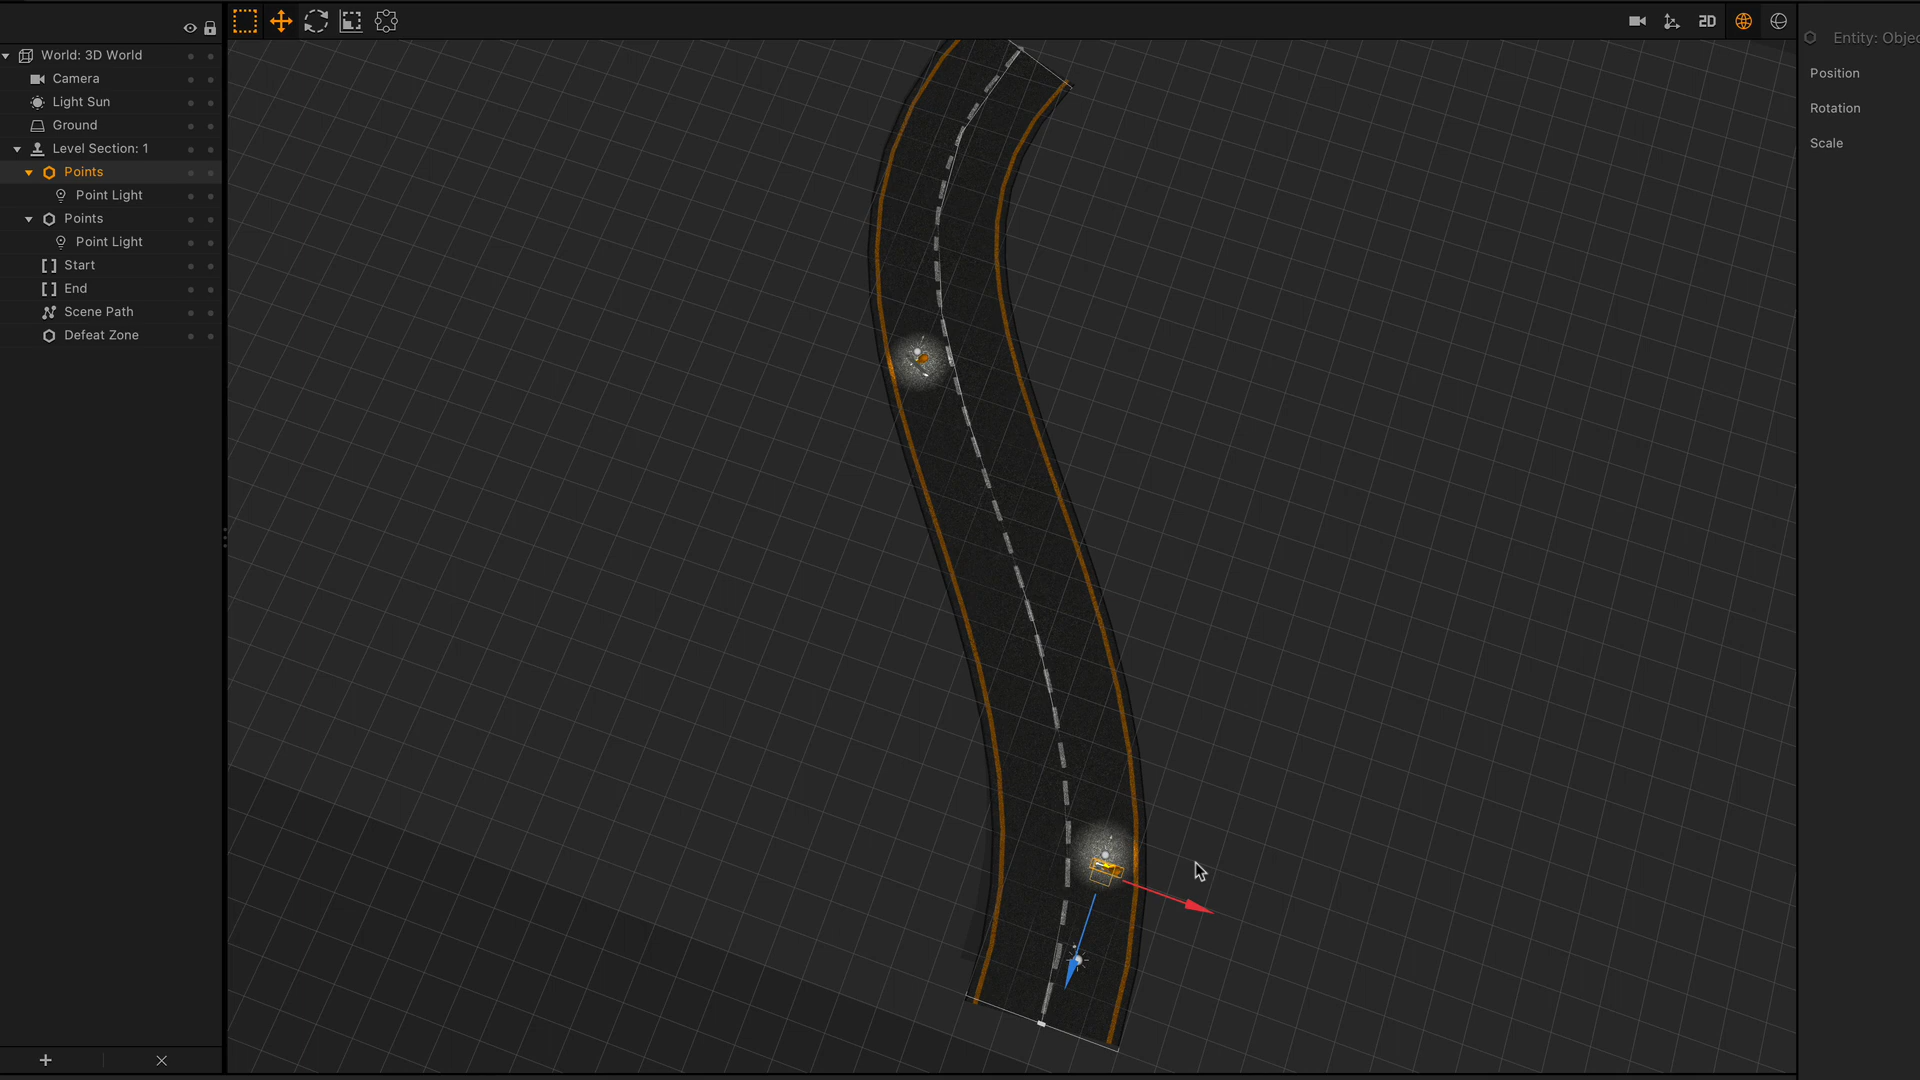 2D
Entity: Objec
World: 3D World
Camera
Light Sun
Ground
Level Section: 1
Points
Point Light
Points
Point Light
Start
End
Scene Path
Defeat Zone
Position
Rotation
Scale